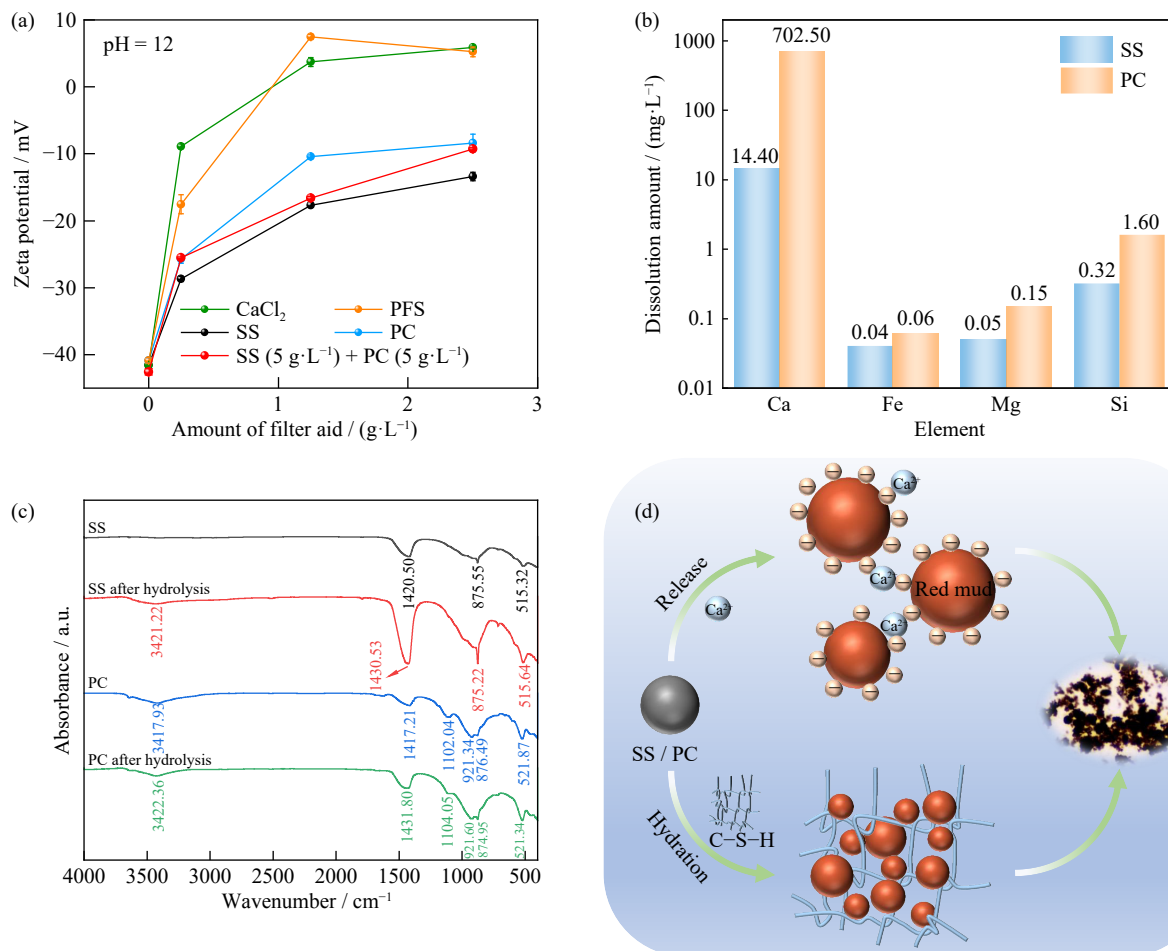 (a)
pH = 12
Zeta potential / mV
10
0
−10
−20
−30
−40
CaCl₂
PFS
SS
PC
SS (5 g·L⁻¹) + PC (5 g·L⁻¹)
0
1
2
3
Amount of filter aid / (g·L⁻¹)
(b)
Dissolution amount / (mg·L⁻¹)
1000
100
10
1
0.1
0.01
SS
PC
702.50
14.40
0.04
0.06
0.05
0.15
0.32
1.60
Ca
Fe
Mg
Si
Element
(c)
Absorbance / a.u.
SS
1420.50
875.55
515.32
SS after hydrolysis
3421.22
1430.53
875.22
515.64
PC
3417.93
1417.21
1102.04
921.34
876.49
521.87
PC after hydrolysis
3422.36
1431.80
1104.05
921.60
874.95
521.34
4000
3000
2000
1500
1000
500
Wavenumber / cm⁻¹
(d)
Ca²⁺
Release
Ca²⁺
Ca²⁺
Red mud
Ca²⁺
SS / PC
Hydration
C−S−H